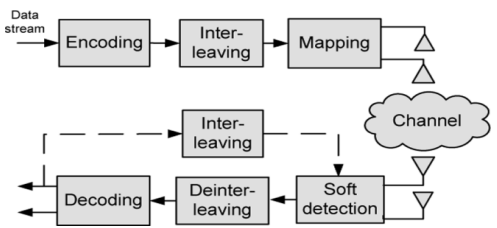 Data
stream
Encoding
Inter-
leaving
Mapping
Channel
Inter-
leaving
Decoding
Deinter-
leaving
Soft
detection